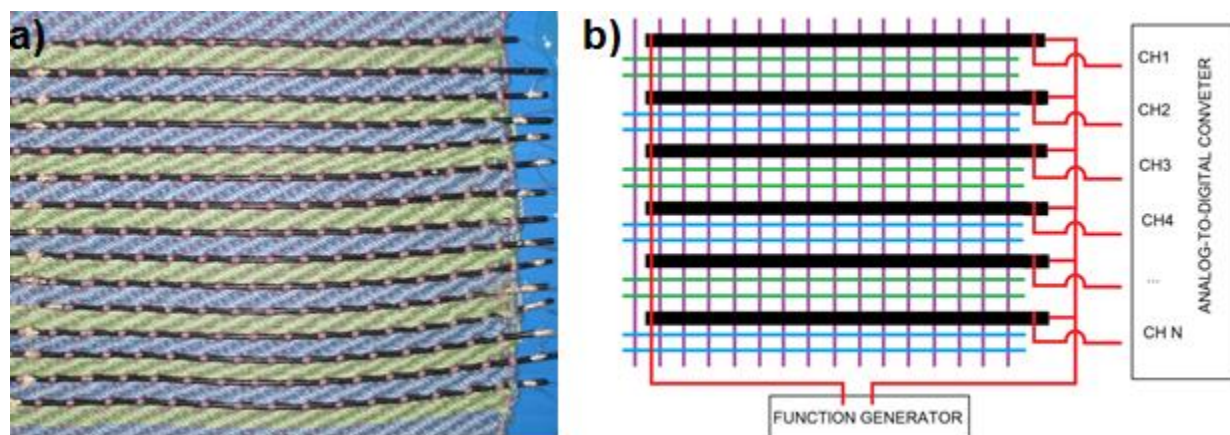 a)
b)
CH1
CH2
CH3
CH4
...
CH N
ANALOG-TO-DIGITAL CONVETER
FUNCTION GENERATOR